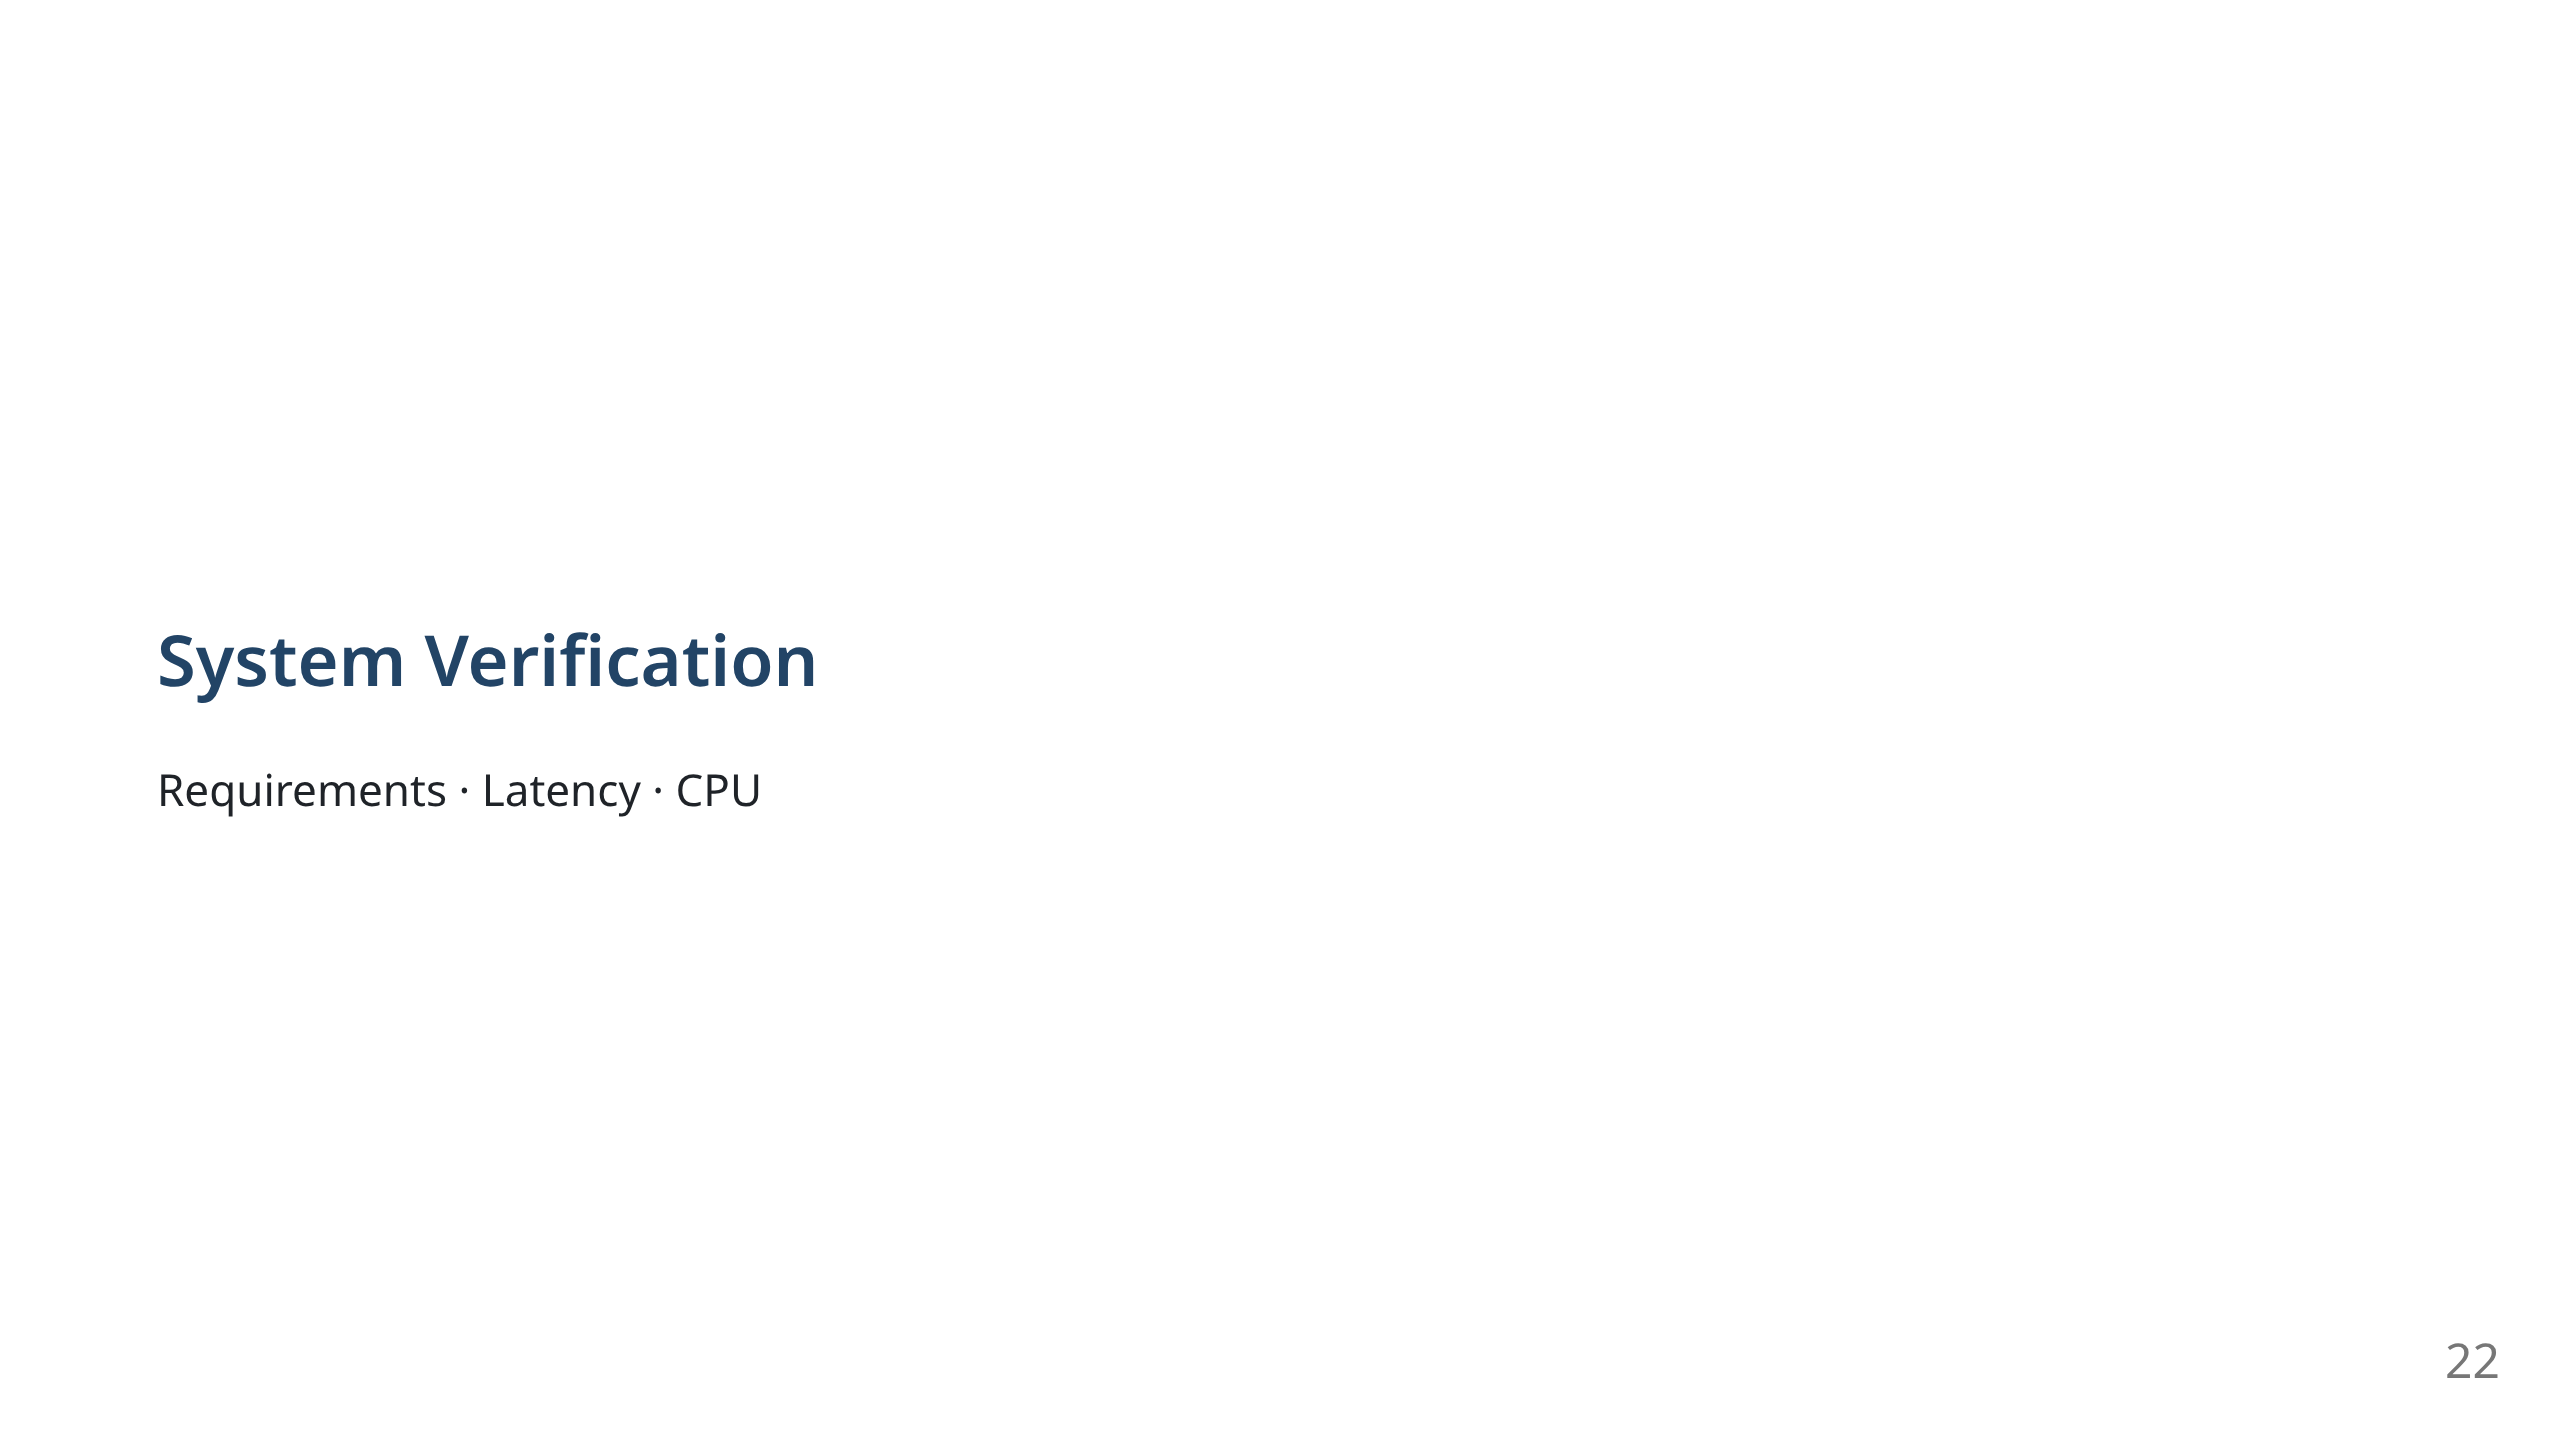 System Verification
Requirements · Latency · CPU
22